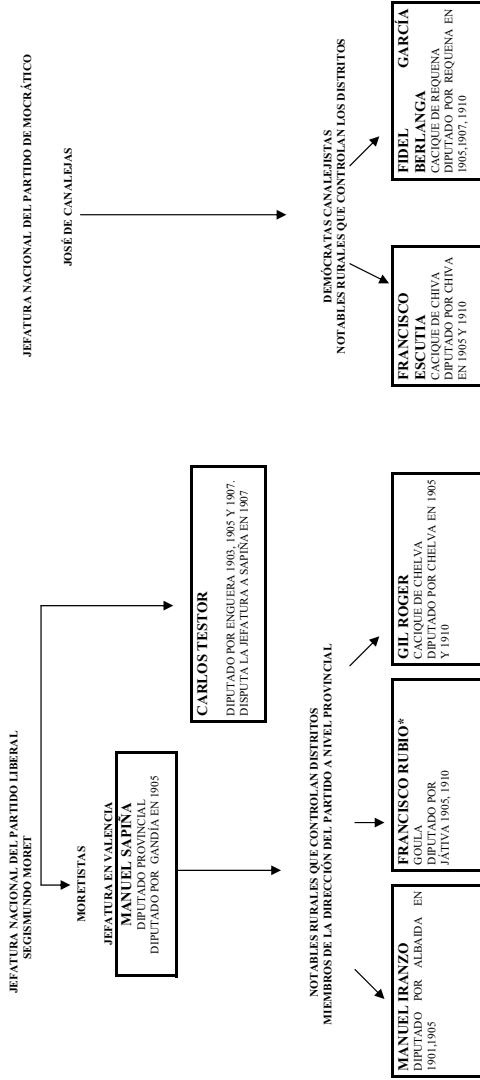 JEFATURA NACIONAL DEL PARTIDO LIBERAL
SEGISMUNDO MORET
MORETISTAS
JEFATURA EN VALENCIA
MANUEL SAPIÑA
DIPUTADO PROVINCIAL
DIPUTADO POR GANDÍA EN 1905
CARLOS TESTOR
DIPUTADO POR ENGUERA 1903, 1905 Y 1907.
DISPUTA LA JEFATURA A SAPIÑA EN 1907
NOTABLES RURALES QUE CONTROLAN DISTRITOS
MIEMBROS DE LA DIRECCIÓN DEL PARTIDO A NIVEL PROVINCIAL
MANUEL IRANZO
DIPUTADO POR ALBAIDA EN
1901,1905
FRANCISCO RUBIO*
GOULA
DIPUTADO POR
JÁTIVA 1905, 1910
GIL ROGER
CACIQUE DE CHELVA
DIPUTADO POR CHELVA EN 1905
Y 1910
JEFATURA NACIONAL DEL PARTIDO DE MOCRÁTICO
JOSÉ DE CANALEJAS
DEMÓCRATAS CANALEJISTAS
NOTABLES RURALES QUE CONTROLAN LOS DISTRITOS
FRANCISCO
ESCUTIA
CACIQUE DE CHIVA
DIPUTADO POR CHIVA
EN 1905 Y 1910
FIDEL GARCÍA
BERLANGA
CACIQUE DE REQUENA
DIPUTADO POR REQUENA EN
1905,1907, 1910